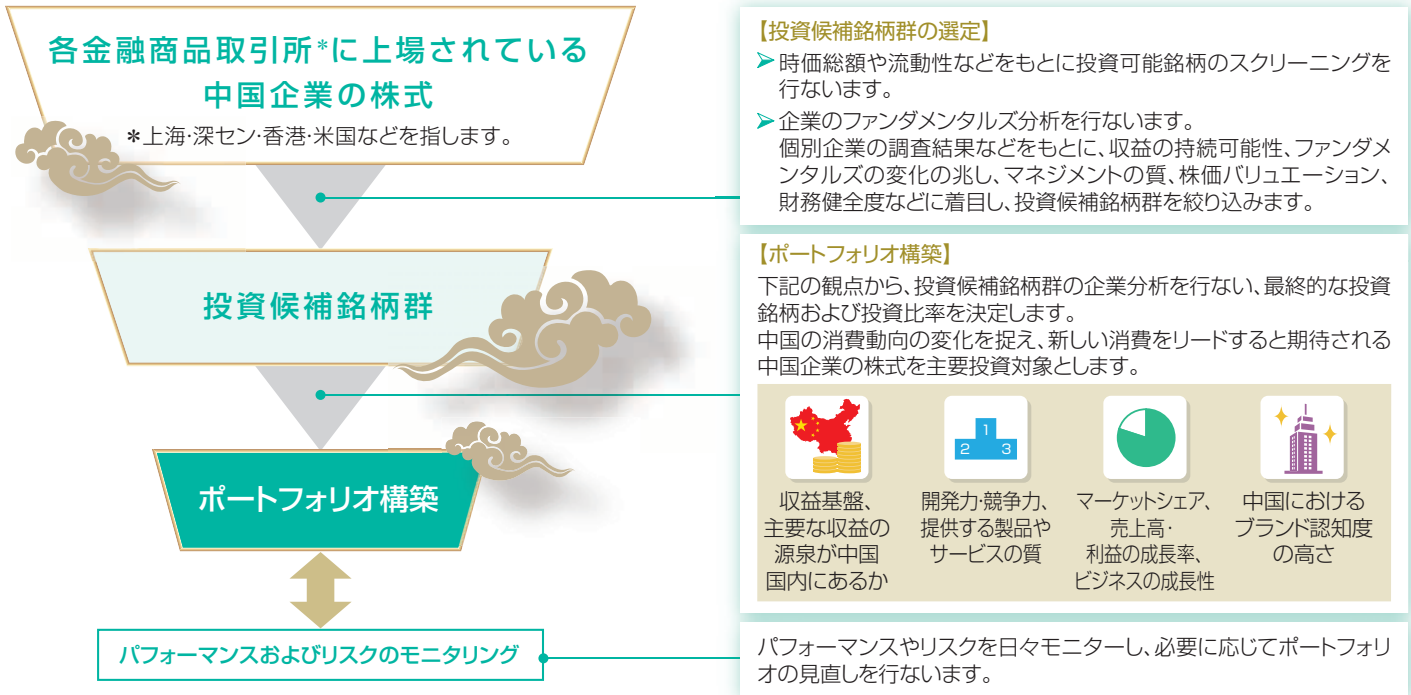 各金融商品取引所*に上場されている
中国企業の株式
*上海・深セン・香港・米国などを指します。
【投資候補銘柄群の選定】
➢時価総額や流動性などをもとに投資可能銘柄のスクリーニングを
行ないます。
➢企業のファンダメンタルズ分析を行ないます。
個別企業の調査結果などをもとに、収益の持続可能性、ファンダメ
ンタルズの変化の兆し、マネジメントの質、株価バリュエーション、
財務健全度などに着目し、投資候補銘柄群を絞り込みます。
投資候補銘柄群
【ポートフォリオ構築】
下記の観点から、投資候補銘柄群の企業分析を行ない、最終的な投資
銘柄および投資比率を決定します。
中国の消費動向の変化を捉え、新しい消費をリードすると期待される
中国企業の株式を主要投資対象とします。
収益基盤、
主要な収益の
源泉が中国
国内にあるか
1
2 3
開発力・競争力、
提供する製品や
サービスの質
マーケットシェア、
売上高・
利益の成長率、
ビジネスの成長性
中国における
ブランド認知度
の高さ
ポートフォリオ構築
パフォーマンスおよびリスクのモニタリング
パフォーマンスやリスクを日々モニターし、必要に応じてポートフォリ
オの見直しを行ないます。